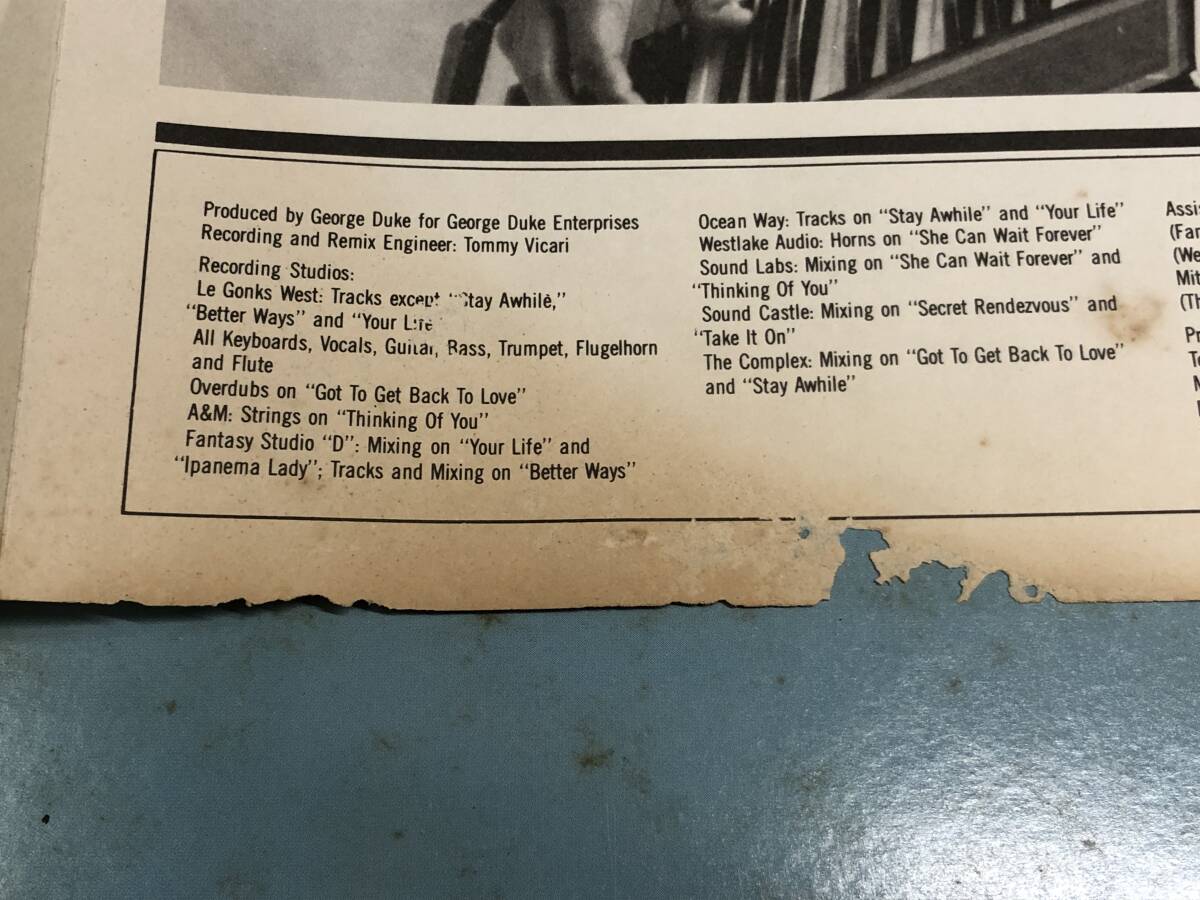 Produced by George Duke for George Duke Enterprises
Recording and Remix Engineer: Tommy Vicari
Recording Studios:
Le Gonks West: Tracks except "Stay Awhile,"
"Better Ways" and "Your Life
All Keyboards, Vocals, Guitar, Bass, Trumpet, Flugelhorn
and Flute
Overdubs on "Got To Get Back To Love"
A&M: Strings on "Thinking Of You"
Fantasy Studio "D": Mixing on "Your Life" and
"Ipanema Lady"; Tracks and Mixing on "Better Ways"
Ocean Way: Tracks on "Stay Awhile" and "Your Life"
Westlake Audio: Horns on "She Can Wait Forever"
Sound Labs: Mixing on "She Can Wait Forever" and
"Thinking Of You"
Sound Castle: Mixing on "Secret Rendezvous" and
"Take It On"
The Complex: Mixing on "Got To Get Back To Love"
and "Stay Awhile"
Assi
(Fan
(We
Mit
(Th
Pr